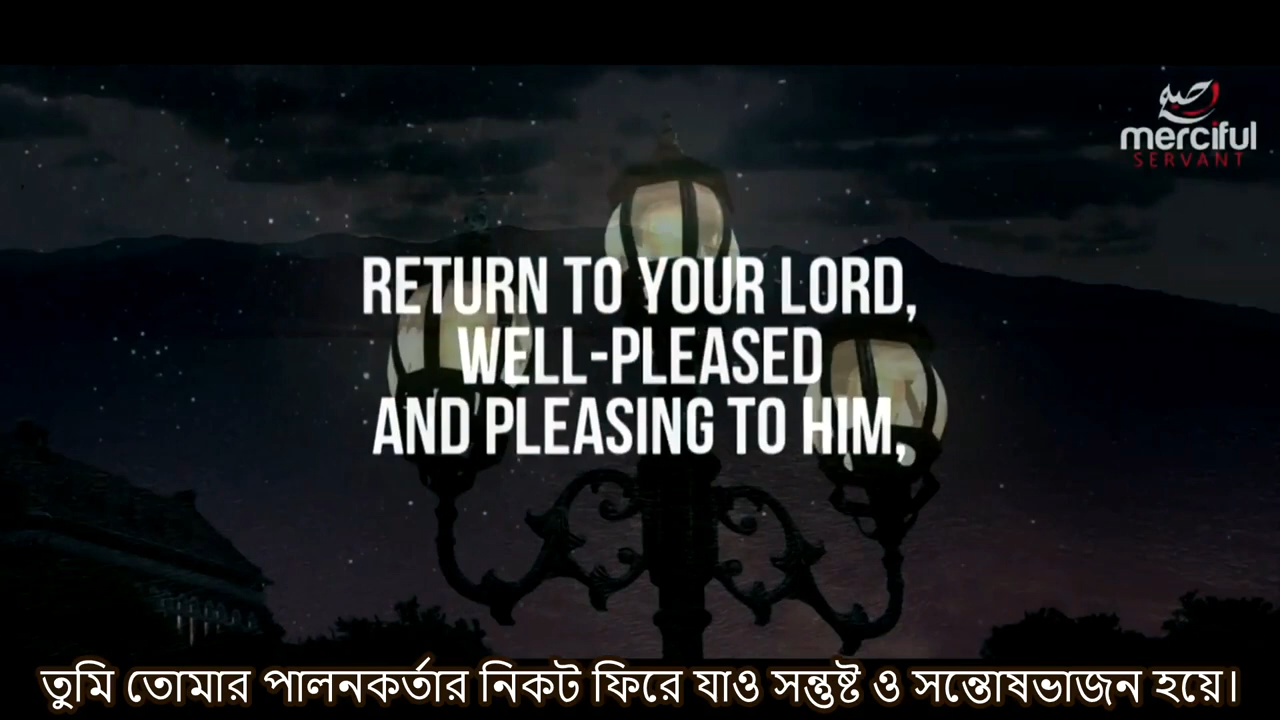 merciful
SERVANT
RETURN TO YOUR LORD,
WELL-PLEASED
AND PLEASING TO HIM,
তুমি তোমার পালনকর্তার নিকট ফিরে যাও সন্তুষ্ট ও সন্তোষভাজন হয়ে।